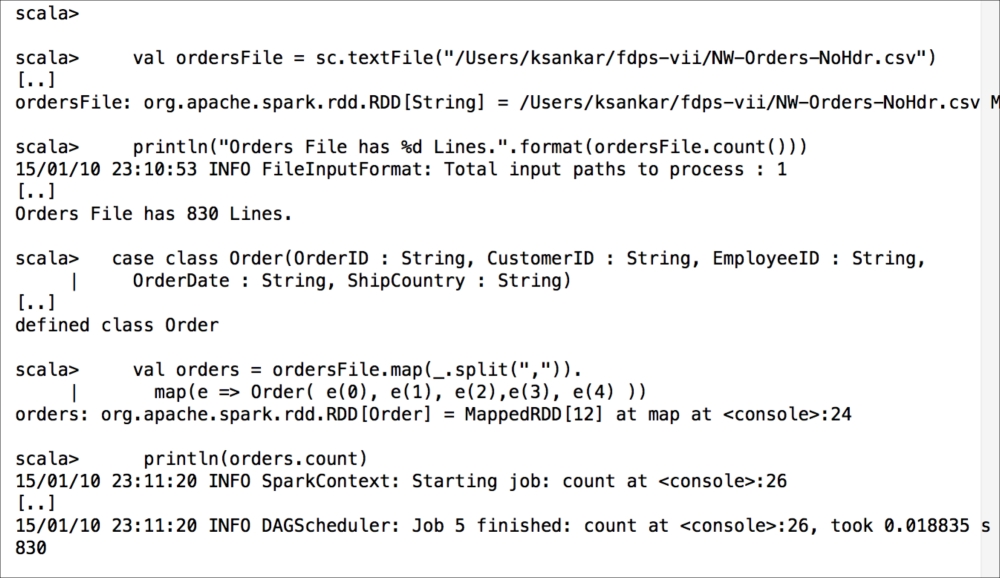 scala>
scala>     val ordersFile = sc.textFile("/Users/ksankar/fdps-vii/NW-Orders-NoHdr.csv")
[..]
ordersFile: org.apache.spark.rdd.RDD[String] = /Users/ksankar/fdps-vii/NW-Orders-NoHdr.csv M
scala>     println("Orders File has %d Lines.".format(ordersFile.count()))
15/01/10 23:10:53 INFO FileInputFormat: Total input paths to process : 1
[..]
Orders File has 830 Lines.
scala>   case class Order(OrderID : String, CustomerID : String, EmployeeID : String,
     |     OrderDate : String, ShipCountry : String)
[..]
defined class Order
scala>     val orders = ordersFile.map(_.split(",")).
     |       map(e => Order( e(0), e(1), e(2),e(3), e(4) ))
orders: org.apache.spark.rdd.RDD[Order] = MappedRDD[12] at map at <console>:24
scala>      println(orders.count)
15/01/10 23:11:20 INFO SparkContext: Starting job: count at <console>:26
[..]
15/01/10 23:11:20 INFO DAGScheduler: Job 5 finished: count at <console>:26, took 0.018835 s
830